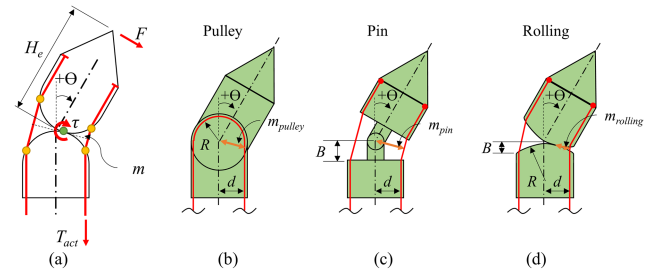 Pulley
Pin
Rolling
F
H_e
+Θ
τ
m
T_act
+Θ
m_pulley
R
d
+Θ
m_pin
B
d
+Θ
m_rolling
B
R
d
(a)
(b)
(c)
(d)